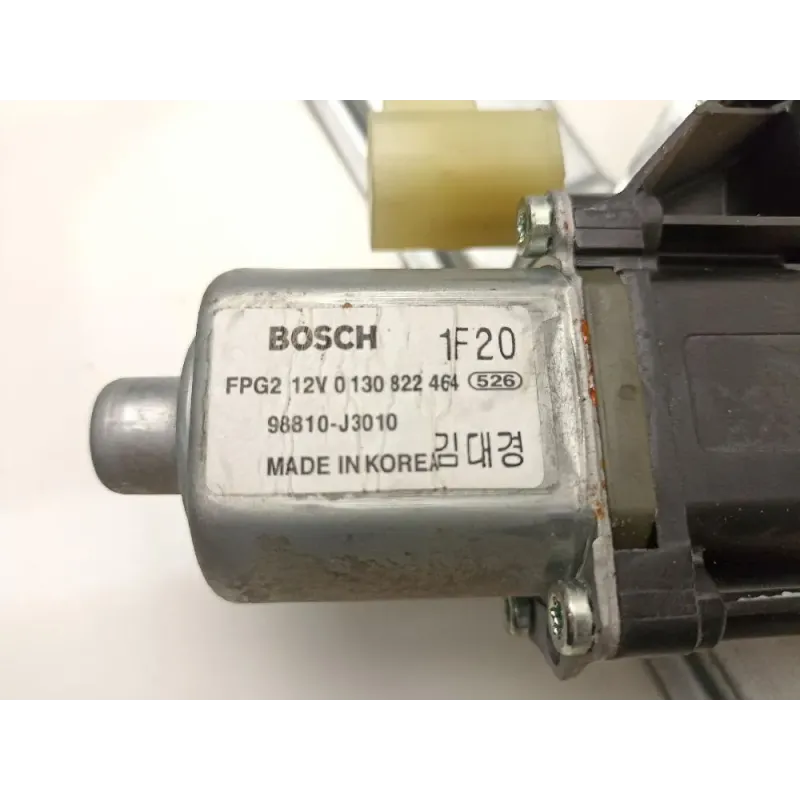 BOSCH 1F20
FPG2 12V 0 130 822 464 526
98810-J3010
MADE IN KOREA 김대경